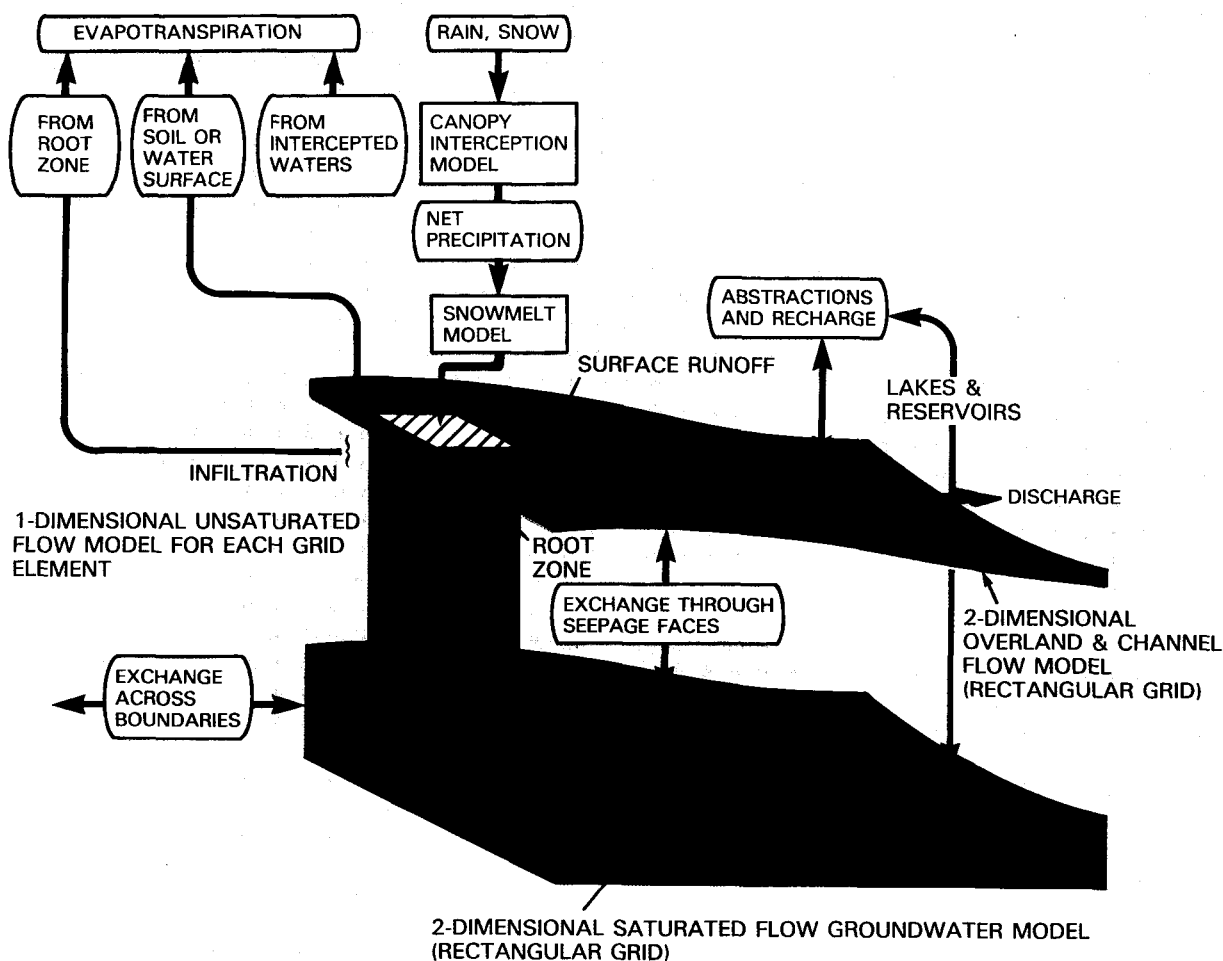 EVAPOTRANSPIRATION
RAIN, SNOW
FROM
ROOT
ZONE
FROM
SOIL OR
WATER
SURFACE
FROM
INTERCEPTED
WATERS
CANOPY
INTERCEPTION
MODEL
NET
PRECIPITATION
SNOWMELT
MODEL
ABSTRACTIONS
AND RECHARGE
SURFACE RUNOFF
LAKES &
RESERVOIRS
INFILTRATION
DISCHARGE
1-DIMENSIONAL UNSATURATED
FLOW MODEL FOR EACH GRID
ELEMENT
ROOT
ZONE
EXCHANGE THROUGH
SEEPAGE FACES
2-DIMENSIONAL
OVERLAND & CHANNEL
FLOW MODEL
(RECTANGULAR GRID)
EXCHANGE
ACROSS
BOUNDARIES
2-DIMENSIONAL SATURATED FLOW GROUNDWATER MODEL
(RECTANGULAR GRID)